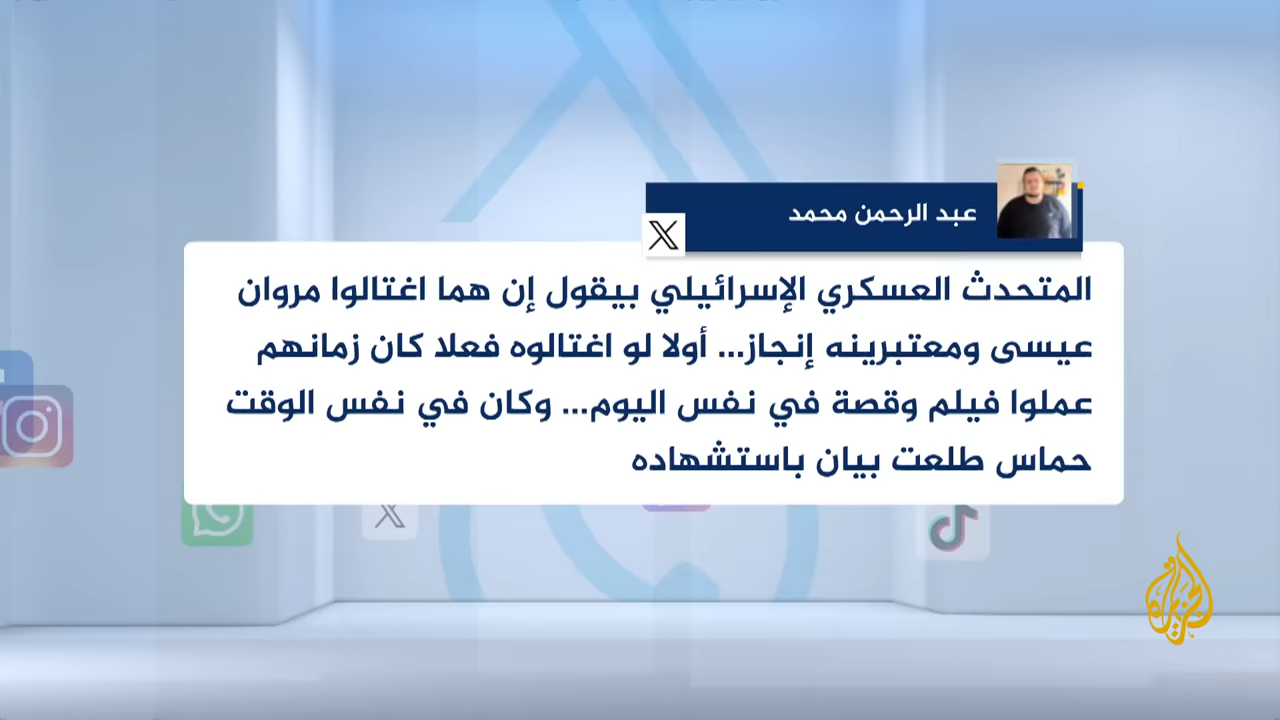 عبد الرحمن محمد
المتحدث العسكري الإسرائيلي بيقول إن هما اغتالوا مروان
عيسى ومعتبرينه إنجاز... أولا لو اغتالوه فعلا كان زمانهم
عملوا فيلم وقصة في نفس اليوم... وكان في نفس الوقت
حماس طلعت بيان باستشهاده
الجزيرة